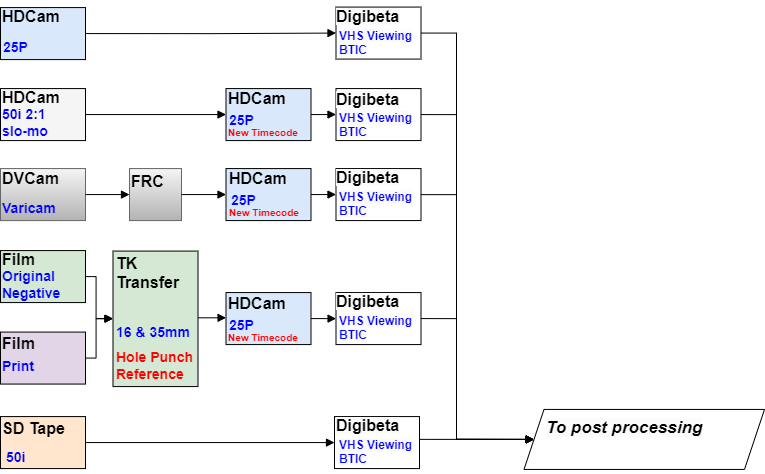 HDCam
25P
Digibeta
VHS Viewing
BTIC
HDCam
50i 2:1
slo-mo
HDCam
25P
New Timecode
Digibeta
VHS Viewing
BTIC
DVCam
Varicam
FRC
HDCam
25P
New Timecode
Digibeta
VHS Viewing
BTIC
Film
Original
Negative
Film
Print
TK
Transfer
16 & 35mm
Hole Punch
Reference
HDCam
25P
New Timecode
Digibeta
VHS Viewing
BTIC
SD Tape
50i
Digibeta
VHS Viewing
BTIC
To post processing